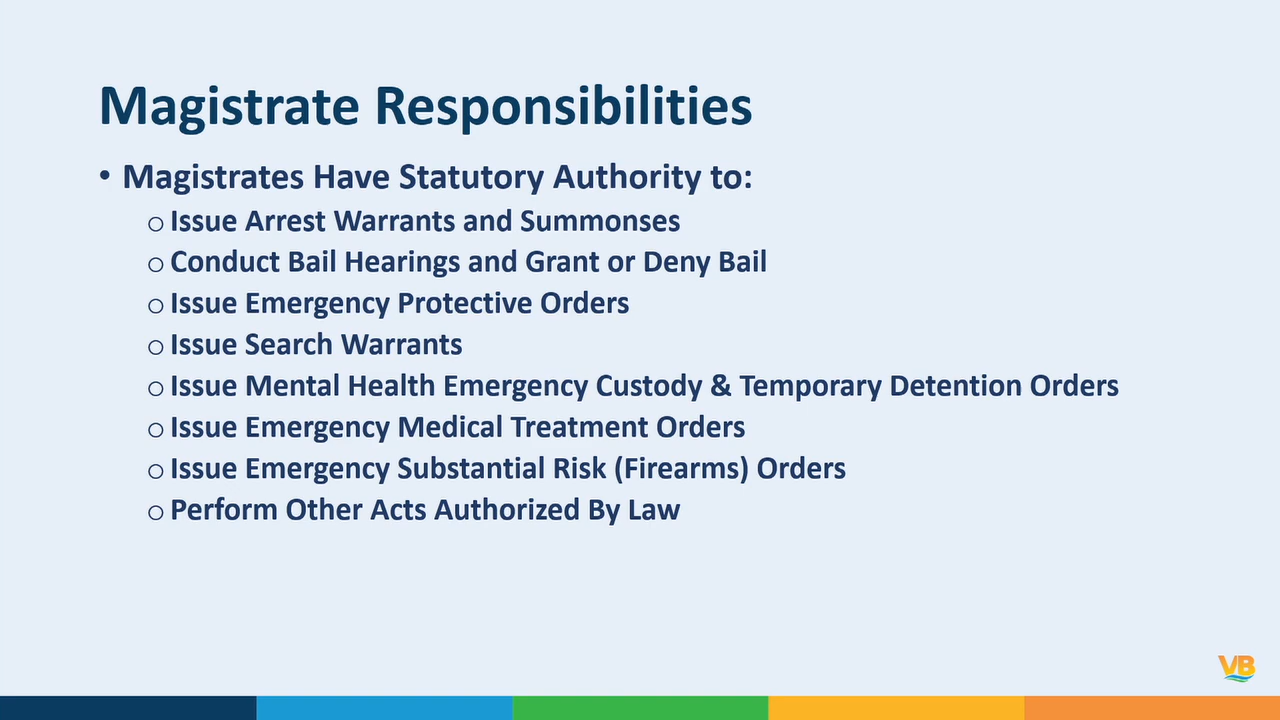 Magistrate Responsibilities
• Magistrates Have Statutory Authority to:
o Issue Arrest Warrants and Summonses
o Conduct Bail Hearings and Grant or Deny Bail
o Issue Emergency Protective Orders
o Issue Search Warrants
o Issue Mental Health Emergency Custody & Temporary Detention Orders
o Issue Emergency Medical Treatment Orders
o Issue Emergency Substantial Risk (Firearms) Orders
o Perform Other Acts Authorized By Law
VB